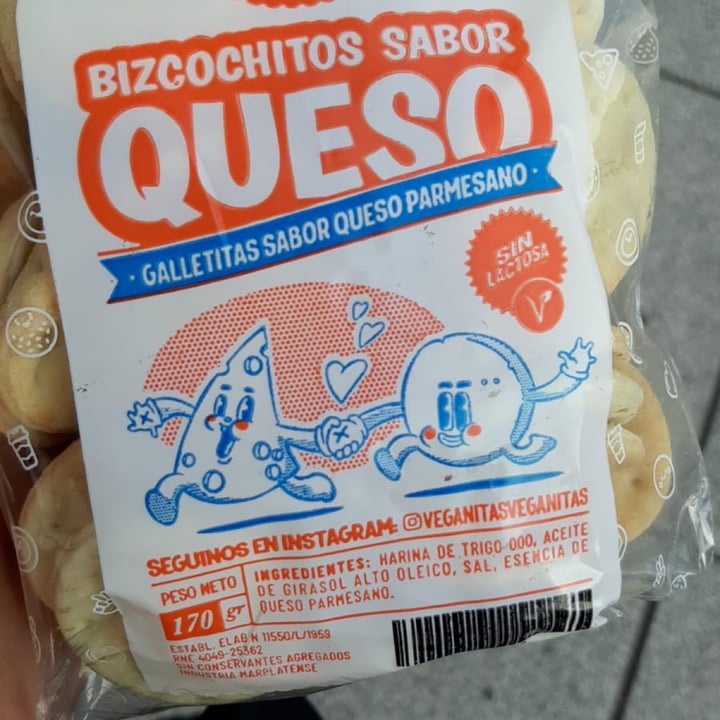 BIZCOCHITOS SABOR
QUESO
· GALLETITAS SABOR QUESO PARMESANO ·
SIN
LACTOSA
V
SEGUINOS EN INSTAGRAM: @VEGANITASVEGANITAS
PESO NETO
170 gr
INGREDIENTES: HARINA DE TRIGO 000, ACEITE
DE GIRASOL ALTO OLEICO, SAL, ESENCIA DE
QUESO PARMESANO.
ESTABL. ELAB N 11550/L/1959
RNE 4049-25362
SIN CONSERVANTES AGREGADOS
INDUSTRIA MARPLATENSE